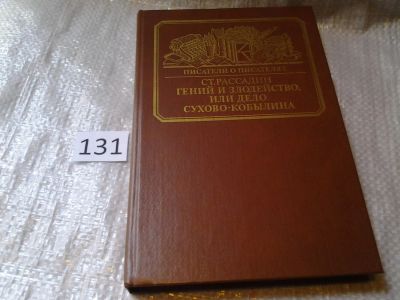 ПИСАТЕЛИ О ПИСАТЕЛЯХ
СТ. РАССАДИН
ГЕНИЙ И ЗЛОДЕЙСТВО,
ИЛИ ДЕЛО
СУХОВО-КОБЫЛИНА
131